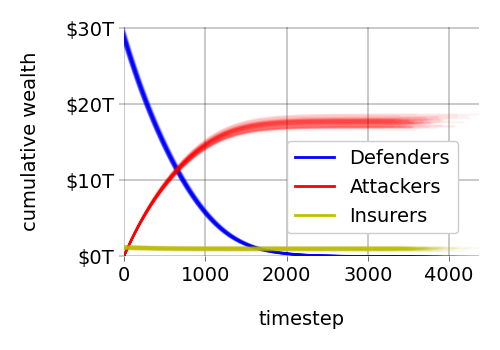 $30T
$20T
$10T
$0T
cumulative wealth
Defenders
Attackers
Insurers
0 1000 2000 3000 4000
timestep